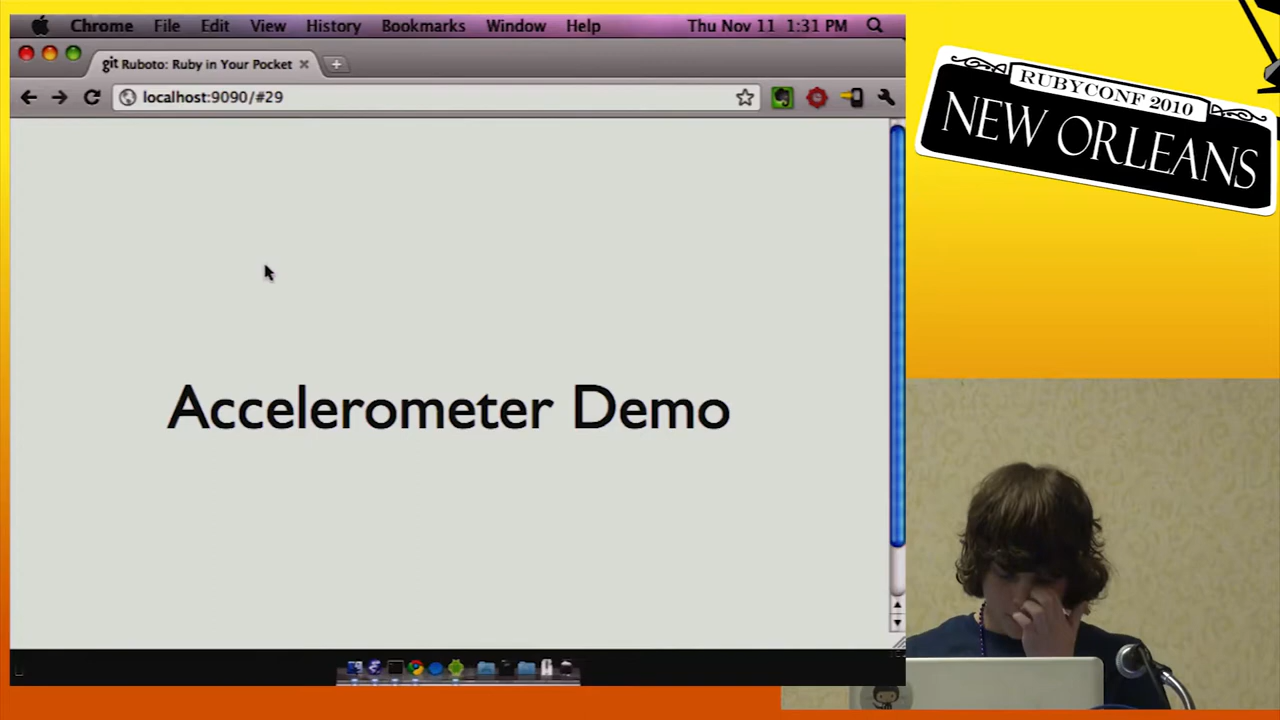 Chrome File Edit View History Bookmarks Window Help Thu Nov 11 1:31 PM
git Ruboto: Ruby in Your Pocket
localhost:9090/#29
Accelerometer Demo
RUBYCONF 2010
NEW ORLEANS